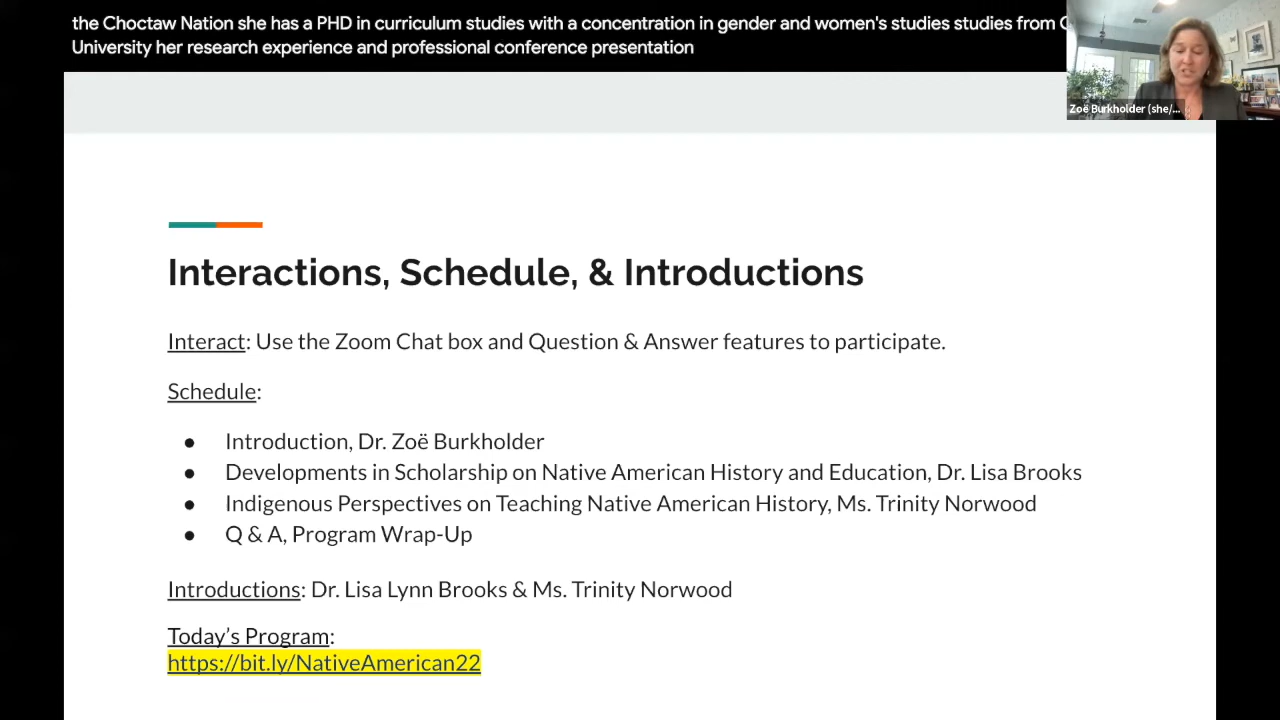 the Choctaw Nation she has a PHD in curriculum studies with a concentration in gender and women's studies studies from
University her research experience and professional conference presentation
Zoë Burkholder (she/...
Interactions, Schedule, & Introductions
Interact: Use the Zoom Chat box and Question & Answer features to participate.
Schedule:
● Introduction, Dr. Zoë Burkholder
● Developments in Scholarship on Native American History and Education, Dr. Lisa Brooks
● Indigenous Perspectives on Teaching Native American History, Ms. Trinity Norwood
● Q & A, Program Wrap-Up
Introductions: Dr. Lisa Lynn Brooks & Ms. Trinity Norwood
Today’s Program:
https://bit.ly/NativeAmerican22